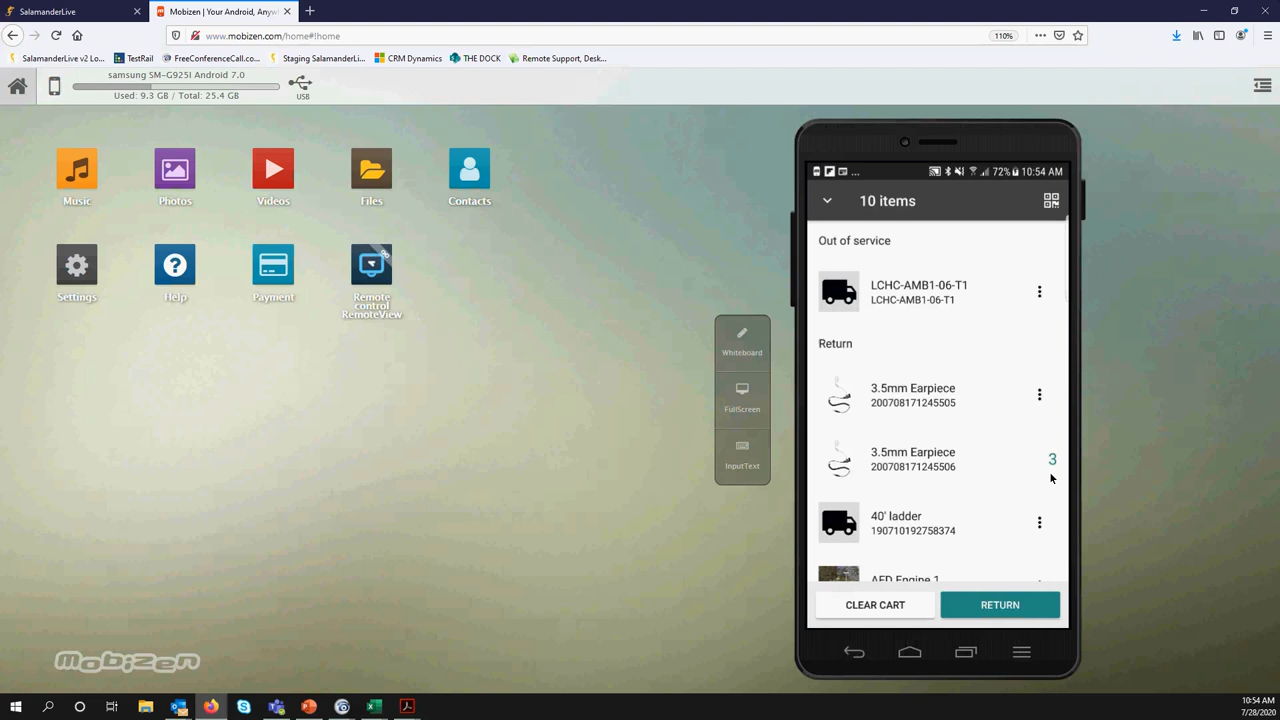 SalamanderLive
Mobizen | Your Android, Anyw
www.mobizen.com/home#!home
110%
SalamanderLive v2 Lo...
TestRail
FreeConferenceCall.co...
Staging SalamanderLi...
CRM Dynamics
THE DOCK
Remote Support, Desk...
samsung SM-G925I Android 7.0
Used: 9.3 GB / Total: 25.4 GB
USB
Music
Photos
Videos
Files
Contacts
Settings
Help
Payment
Remote
control
RemoteView
Whiteboard
FullScreen
InputText
72% 10:54 AM
10 items
Out of service
LCHC-AMB1-06-T1
LCHC-AMB1-06-T1
Return
3.5mm Earpiece
200708171245505
3.5mm Earpiece
200708171245506
3
40' ladder
190710192758374
AFD Engine 1
CLEAR CART
RETURN
mobizen
10:54 AM
7/28/2020